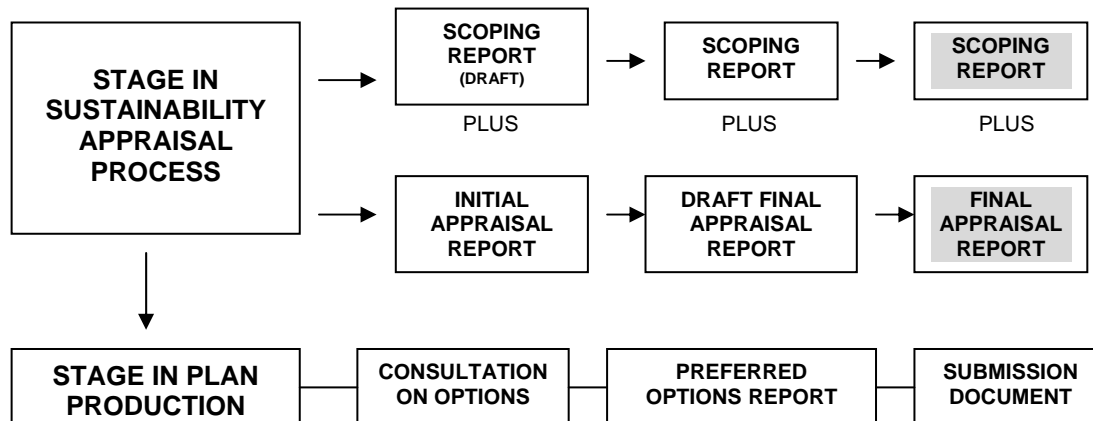 STAGE IN
SUSTAINABILITY
APPRAISAL
PROCESS
SCOPING
REPORT
(DRAFT)
SCOPING
REPORT
SCOPING
REPORT
PLUS
PLUS
PLUS
INITIAL
APPRAISAL
REPORT
DRAFT FINAL
APPRAISAL
REPORT
FINAL
APPRAISAL
REPORT
STAGE IN PLAN
PRODUCTION
CONSULTATION
ON OPTIONS
PREFERRED
OPTIONS REPORT
SUBMISSION
DOCUMENT